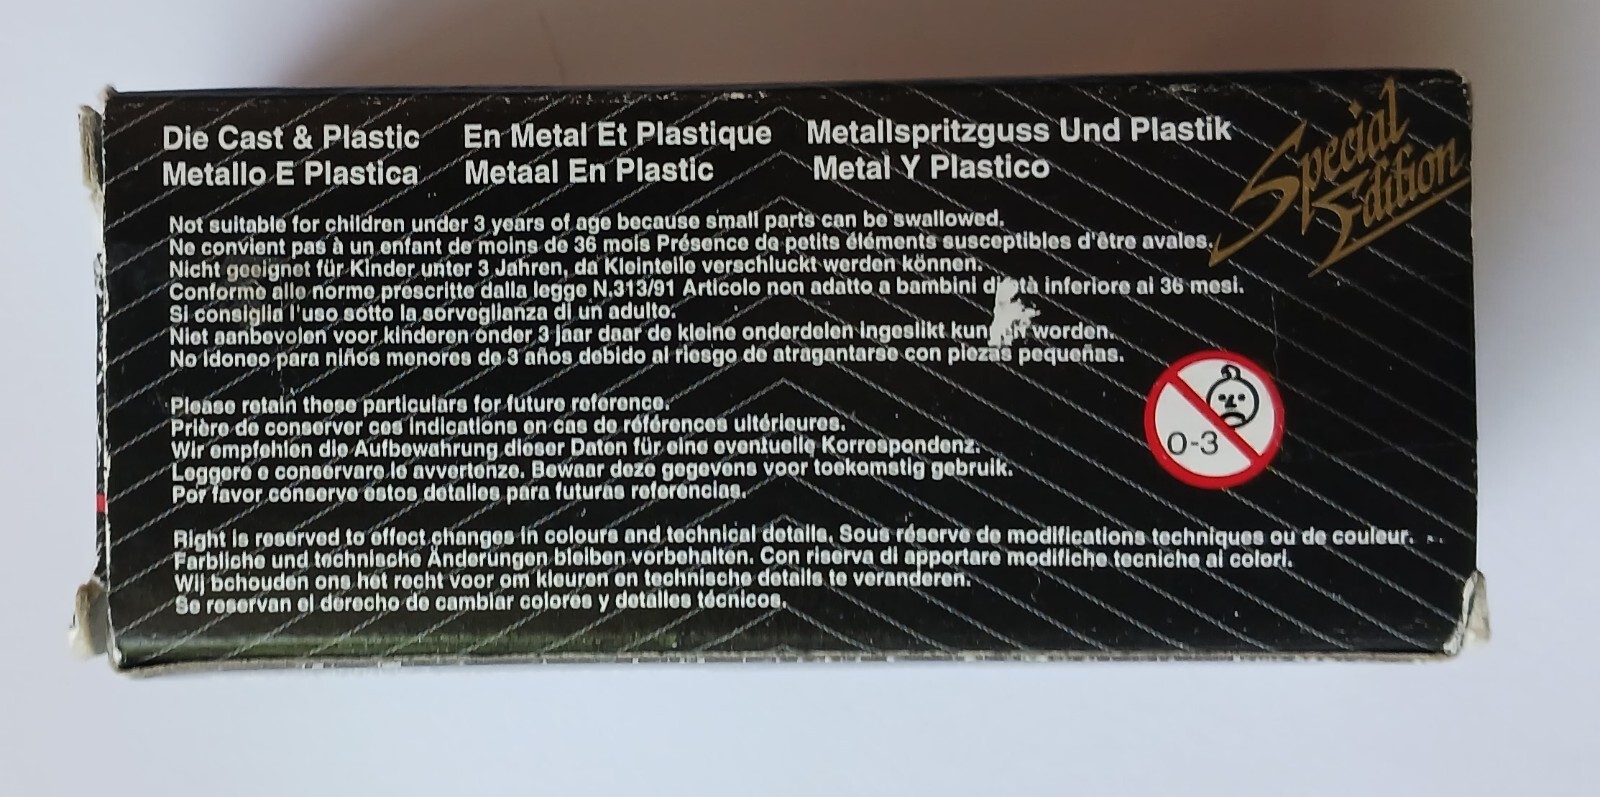 Die Cast & Plastic En Metal Et Plastique Metallspritzguss Und Plastik
Metallo E Plastica Metaal En Plastic Metal Y Plastico
Special Edition
Not suitable for children under 3 years of age because small parts can be swallowed.
Ne convient pas à un enfant de moins de 36 mois Présence de petits éléments susceptibles d'être avales.
Nicht geeignet für Kinder unter 3 Jahren, da Kleinteile verschluckt werden können.
Conforme alle norme prescritte dalla legge N.313/91 Articolo non adatto a bambini inferiore ai 36 mesi.
Si consiglia l'uso sotto la sorveglianza di un adulto.
Niet aanbevolen voor kinderen onder 3 jaar daar de kleine onderdelen ingeslikt worden.
No Idoneo para niños menores de 3 años debido al riesgo de atragantarse con piezas pequeñas.
0-3
Please retain these particulars for future reference.
Prière de conserver ces indications en cas de références ultérieures.
Wir empfehlen die Aufbewahrung dieser Daten für eine eventuelle Korrespondenz.
Leggere e conservare le avvertenze. Bewaar deze gegevens voor toekomstig gebruik.
Por favor conserve estos detalles para futuras referencias.
Right is reserved to effect changes in colours and technical details. Sous réserve de modifications techniques ou de couleur.
Farbliche und technische Änderungen bleiben vorbehalten. Con riserva di apportare modifiche tecniche ai colori.
Wij behouden ons het recht voor om kleuren en technische details te veranderen.
Se reservan el derecho de cambiar colores y detalles técnicos.